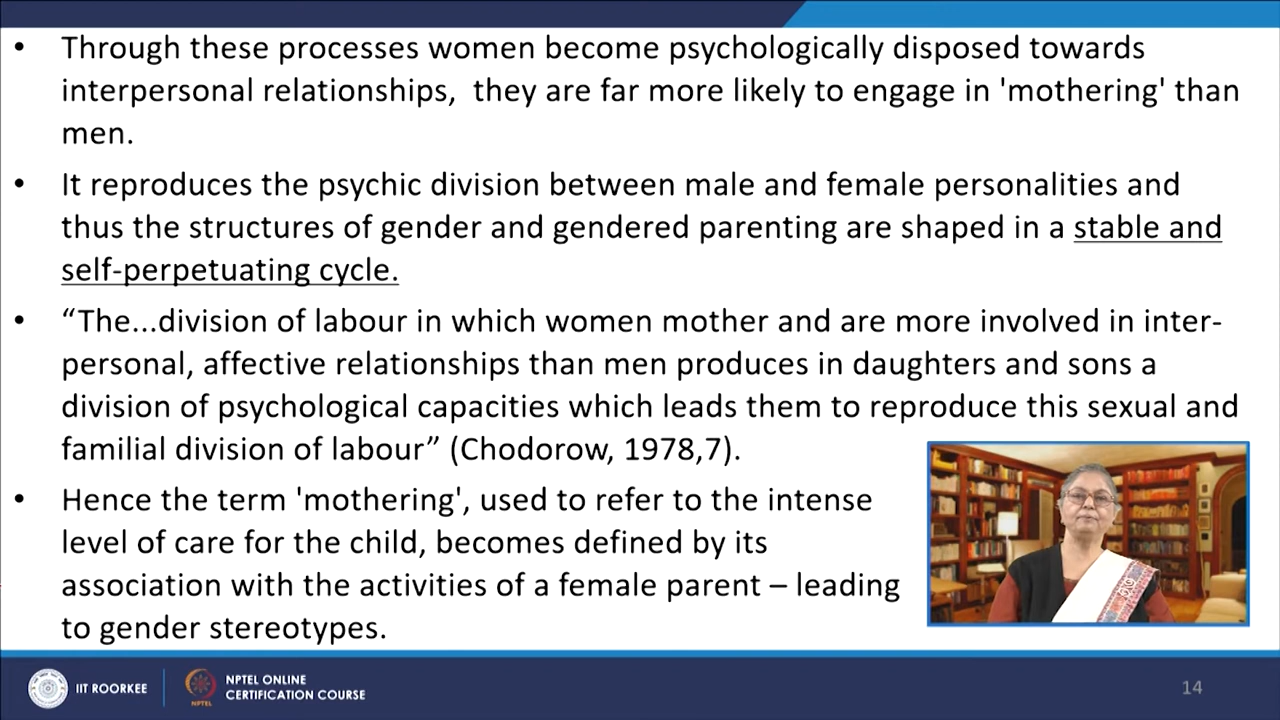 • Through these processes women become psychologically disposed towards
interpersonal relationships,  they are far more likely to engage in 'mothering' than
men.
• It reproduces the psychic division between male and female personalities and
thus the structures of gender and gendered parenting are shaped in a stable and
self-perpetuating cycle.
• “The...division of labour in which women mother and are more involved in inter-
personal, affective relationships than men produces in daughters and sons a
division of psychological capacities which leads them to reproduce this sexual and
familial division of labour” (Chodorow, 1978,7).
• Hence the term 'mothering', used to refer to the intense
level of care for the child, becomes defined by its
association with the activities of a female parent – leading
to gender stereotypes.
IIT ROORKEE
NPTEL
NPTEL ONLINE
CERTIFICATION COURSE
14